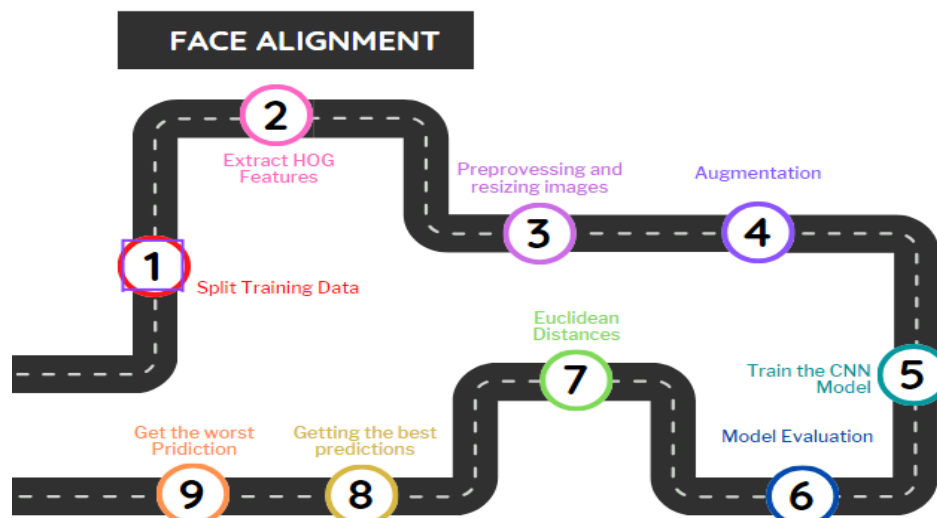 FACE ALIGNMENT
1
Split Training Data
2
Extract HOG
Features
3
Preprovessing and
resizing images
4
Augmentation
5
Train the CNN
Model
6
Model Evaluation
7
Euclidean
Distances
8
Getting the best
predictions
9
Get the worst
Pridiction